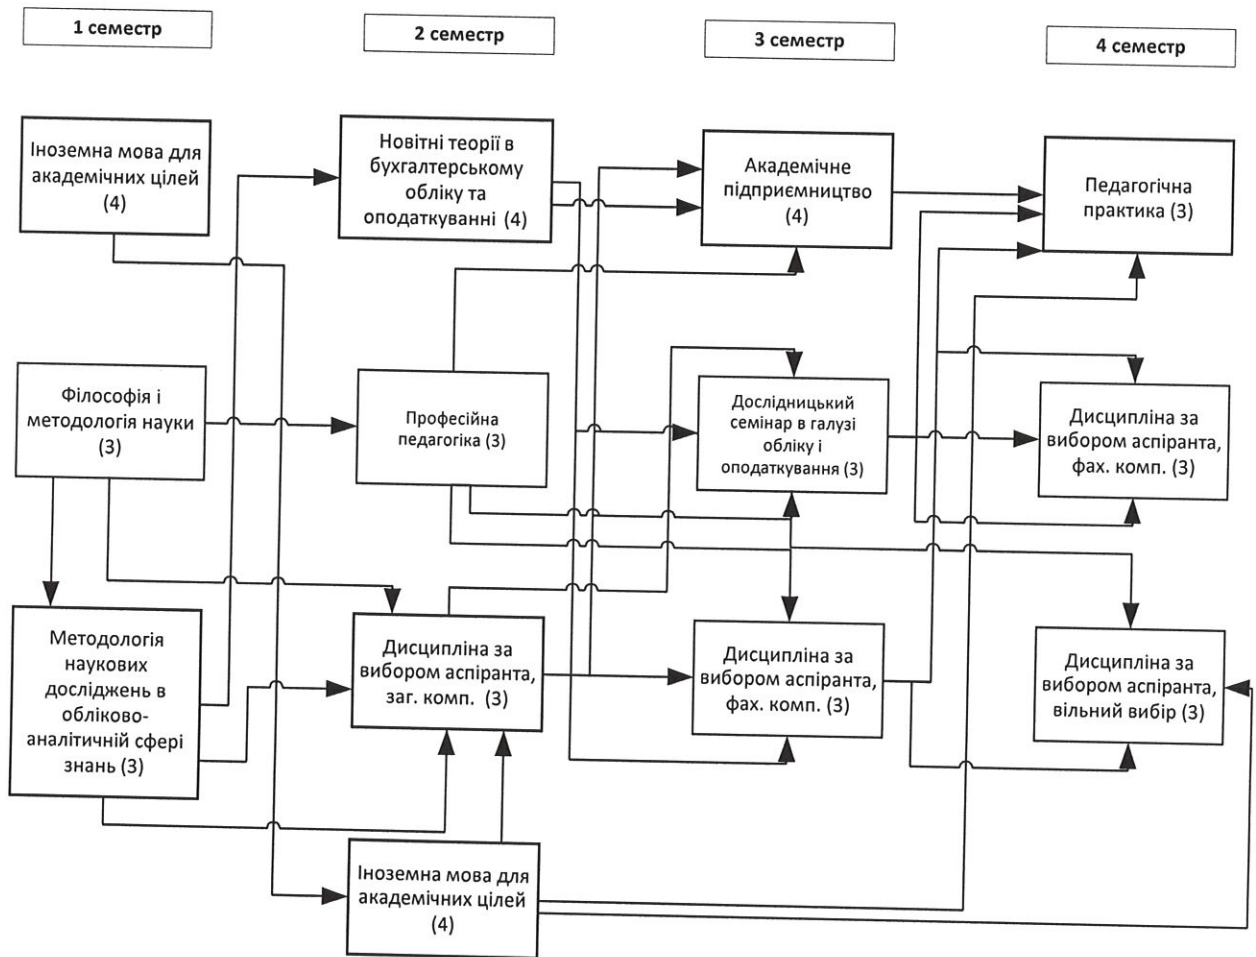 1 семестр
2 семестр
3 семестр
4 семестр
Іноземна мова для
академічних цілей
(4)
Новітні теорії в
бухгалтерському
обліку та
оподаткуванні (4)
Академічне
підприємництво
(4)
Педагогічна
практика (3)
Філософія і
методологія науки
(3)
Професійна
педагогіка (3)
Дослідницький
семінар в галузі
обліку і
оподаткування (3)
Дисципліна за
вибором аспіранта,
фах. комп. (3)
Методологія
наукових
досліджень в
обліково-
аналітичній сфері
знань (3)
Дисципліна за
вибором аспіранта,
заг. комп. (3)
Дисципліна за
вибором аспіранта,
фах. комп. (3)
Дисципліна за
вибором аспіранта,
вільний вибір (3)
Іноземна мова для
академічних цілей
(4)